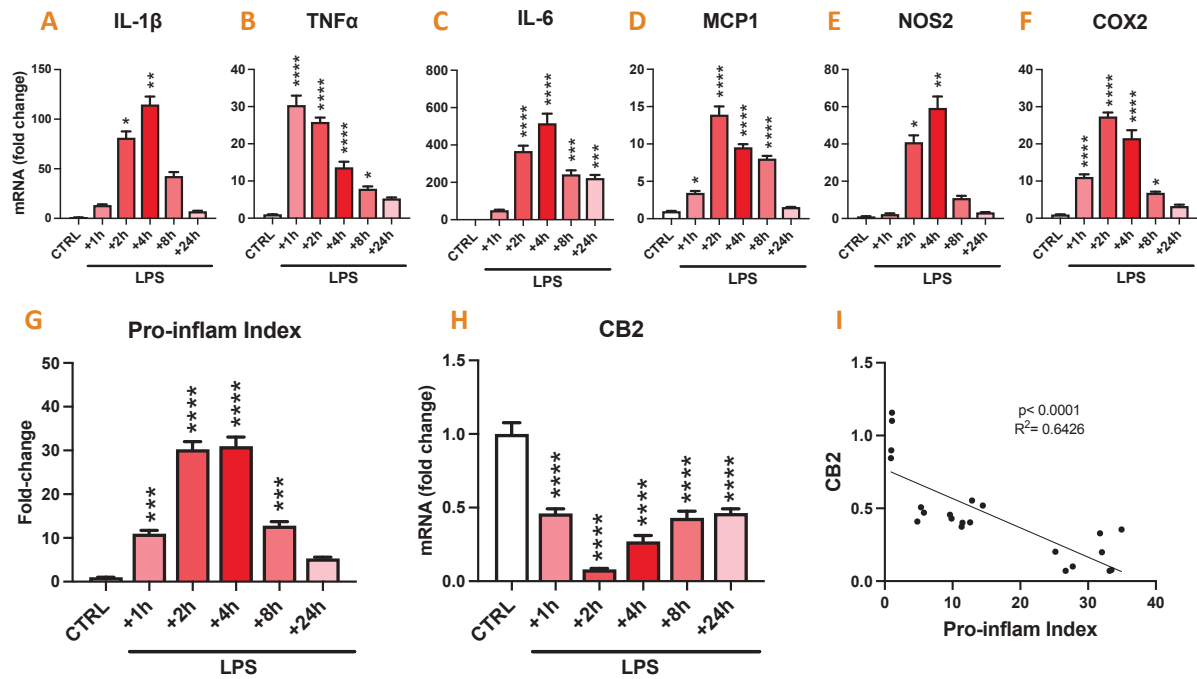 A IL-1β
mRNA (fold change)
150
100
50
0
*
**
CTRL +1h +2h +4h +8h +24h
LPS
B TNFα
40
30
20
10
0
****
****
****
*
CTRL +1h +2h +4h +8h +24h
LPS
C IL-6
800
600
400
200
0
****
****
***
***
CTRL +1h +2h +4h +8h +24h
LPS
D MCP1
20
15
10
5
0
*
****
****
****
CTRL +1h +2h +4h +8h +24h
LPS
E NOS2
80
60
40
20
0
*
**
CTRL +1h +2h +4h +8h +24h
LPS
F COX2
40
30
20
10
0
****
****
****
*
CTRL +1h +2h +4h +8h +24h
LPS
G Pro-inflam Index
Fold-change
50
40
30
20
10
0
***
****
****
***
CTRL +1h +2h +4h +8h +24h
LPS
H CB2
mRNA (fold change)
1.5
1.0
0.5
0.0
****
****
****
****
****
CTRL +1h +2h +4h +8h +24h
LPS
I
CB2
1.5
1.0
0.5
0.0
p< 0.0001
R²= 0.6426
0 10 20 30 40
Pro-inflam Index